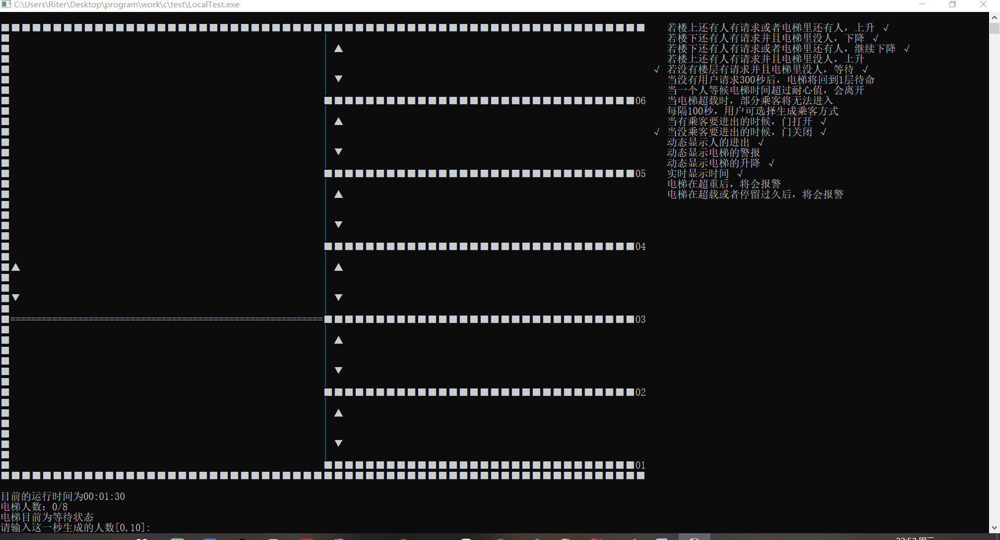 C:\Users\Riter\Desktop\program\work\c\test\LocalTest.exe
若楼上还有人有请求或者电梯里还有人，上升 √
若楼下还有人有请求并且电梯里没人，下降 √
若楼下还有人有请求或者电梯里还有人，继续下降 √
若楼上还有人有请求并且电梯里没人，上升
√ 若没有楼层有请求并且电梯里没人，等待 √
当没有用户请求300秒后，电梯将回到1层待命
当一个人等候电梯时间超过耐心值，会离开
当电梯超载时，部分乘客将无法进入
每隔100秒，用户可选择生成乘客方式
当有乘客要进出的时候，门打开 √
√ 当没乘客要进出的时候，门关闭 √
动态显示人的进出 √
动态显示电梯的警报
动态显示电梯的升降 √
实时显示时间 √
电梯在超重后，将会报警
电梯在超载或者停留过久后，将会报警
06
05
04
03
02
01
目前的运行时间为00:01:30
电梯人数：0/8
电梯目前为等待状态
请输入这一秒生成的人数[0,10]: